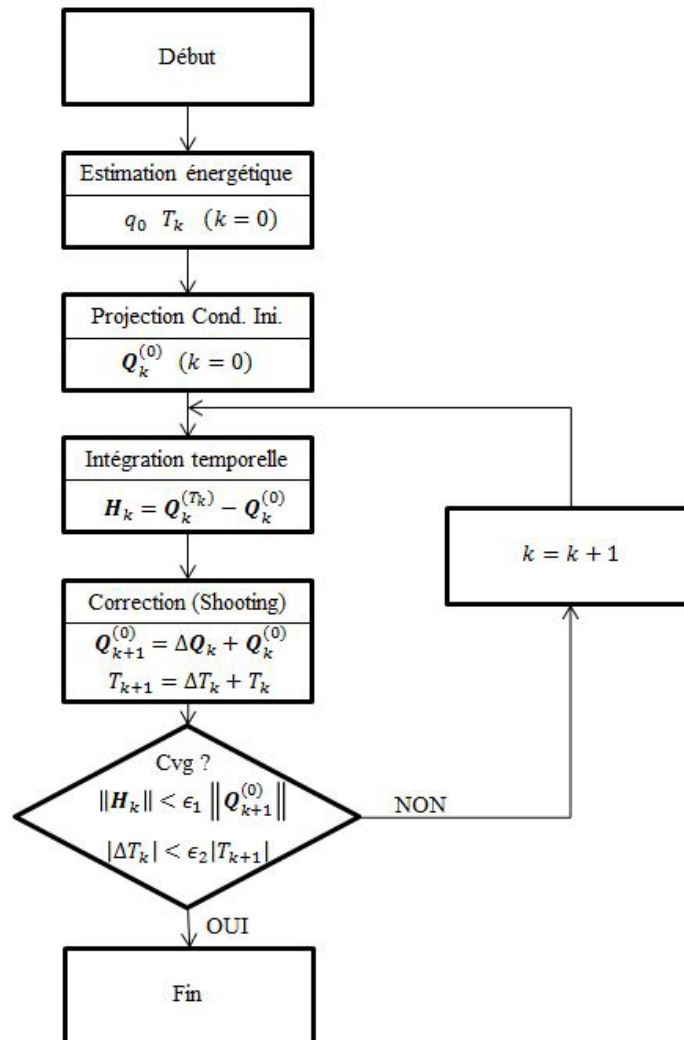 Début
Estimation énergétique
q₀ T_k (k = 0)
Projection Cond. Ini.
Q_k^(0) (k = 0)
Intégration temporelle
H_k = Q_k^(T_k) − Q_k^(0)
k = k + 1
Correction (Shooting)
Q_{k+1}^(0) = ΔQ_k + Q_k^(0)
T_{k+1} = ΔT_k + T_k
Cvg ?
‖H_k‖ < ϵ₁ ‖Q_{k+1}^(0)‖
NON
|ΔT_k| < ϵ₂|T_{k+1}|
OUI
Fin